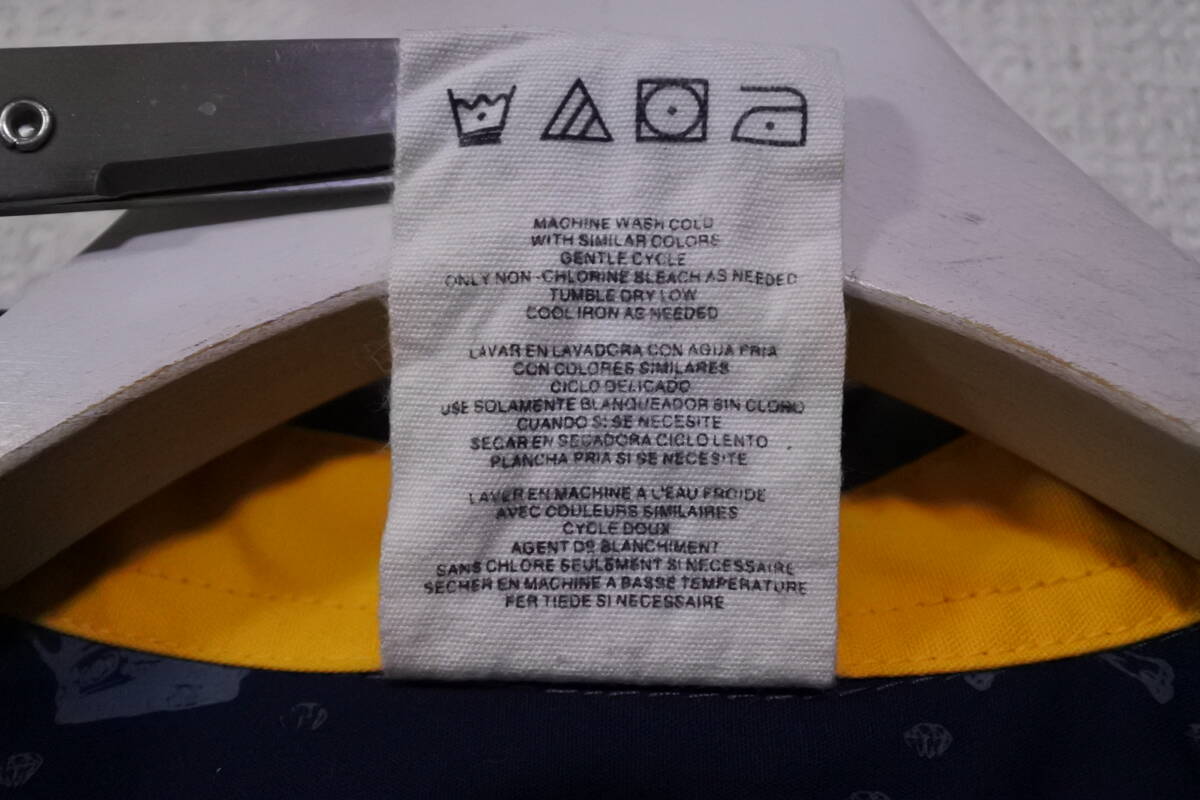 MACHINE WASH COLD
WITH SIMILAR COLORS
GENTLE CYCLE
ONLY NON-CHLORINE BLEACH AS NEEDED
TUMBLE DRY LOW
COOL IRON AS NEEDED
LAVAR EN LAVADORA CON AGUA FRIA
CON COLORES SIMILARES
CICLO DELICADO
USE SOLAMENTE BLANQUEADOR SIN CLORO
CUANDO SI SE NECESITE
SECAR EN SECADORA CICLO LENTO
PLANCHA FRIA SI SE NECESITE
LAVER EN MACHINE A L'EAU FROIDE
AVEC COULEURS SIMILAIRES
CYCLE DOUX
AGENT DE BLANCHIMENT
SANS CHLORE SEULEMENT SI NECESSAIRE
SECHER EN MACHINE A BASSE TEMPERATURE
FER TIEDE SI NECESSAIRE